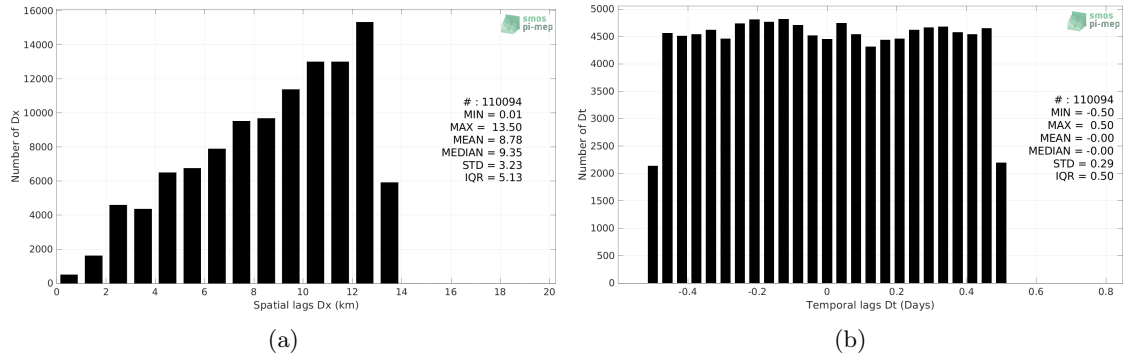 16000
14000
12000
10000
8000
6000
4000
2000
0
Number of Dx
0 2 4 6 8 10 12 14 16 18 20
Spatial lags Dx (km)
smos
pi-mep
# : 110094
MIN = 0.01
MAX = 13.50
MEAN = 8.78
MEDIAN = 9.35
STD = 3.23
IQR = 5.13
(a)
5000
4500
4000
3500
3000
2500
2000
1500
1000
500
0
Number of Dt
-0.4 -0.2 0 0.2 0.4 0.6 0.8
Temporal lags Dt (Days)
smos
pi-mep
# : 110094
MIN = -0.50
MAX = 0.50
MEAN = -0.00
MEDIAN = -0.00
STD = 0.29
IQR = 0.50
(b)